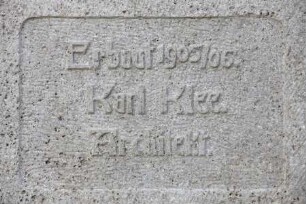 Erbaut 1905/06.
Karl Klee.
Architekt.